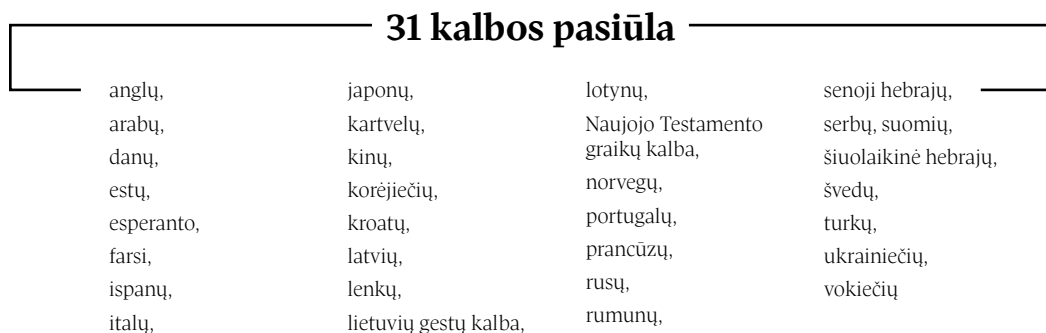 31 kalbos pasiūla
anglų,
arabų,
danų,
estų,
esperanto,
farsi,
ispanų,
italų,
japonų,
kartvelų,
kinų,
korėjiečių,
kroatų,
latvių,
lenkų,
lietuvių gestų kalba,
lotynų,
Naujojo Testamento
graikų kalba,
norvegų,
portugalų,
prancūzų,
rusų,
rumunų,
senoji hebrajų,
serbų, suomių,
šiuolaikinė hebrajų,
švedų,
turkų,
ukrainiečių,
vokiečių